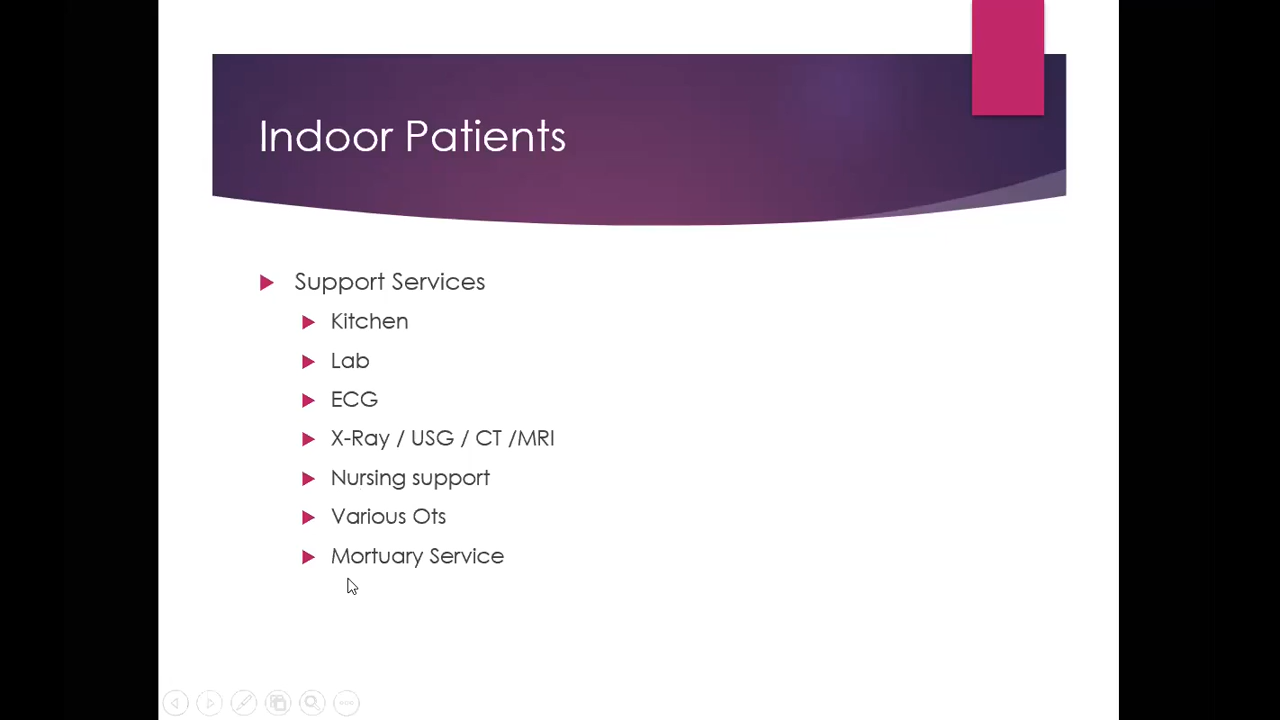 Indoor Patients
Support Services
Kitchen
Lab
ECG
X-Ray / USG / CT /MRI
Nursing support
Various Ots
Mortuary Service